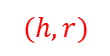 (h, r)